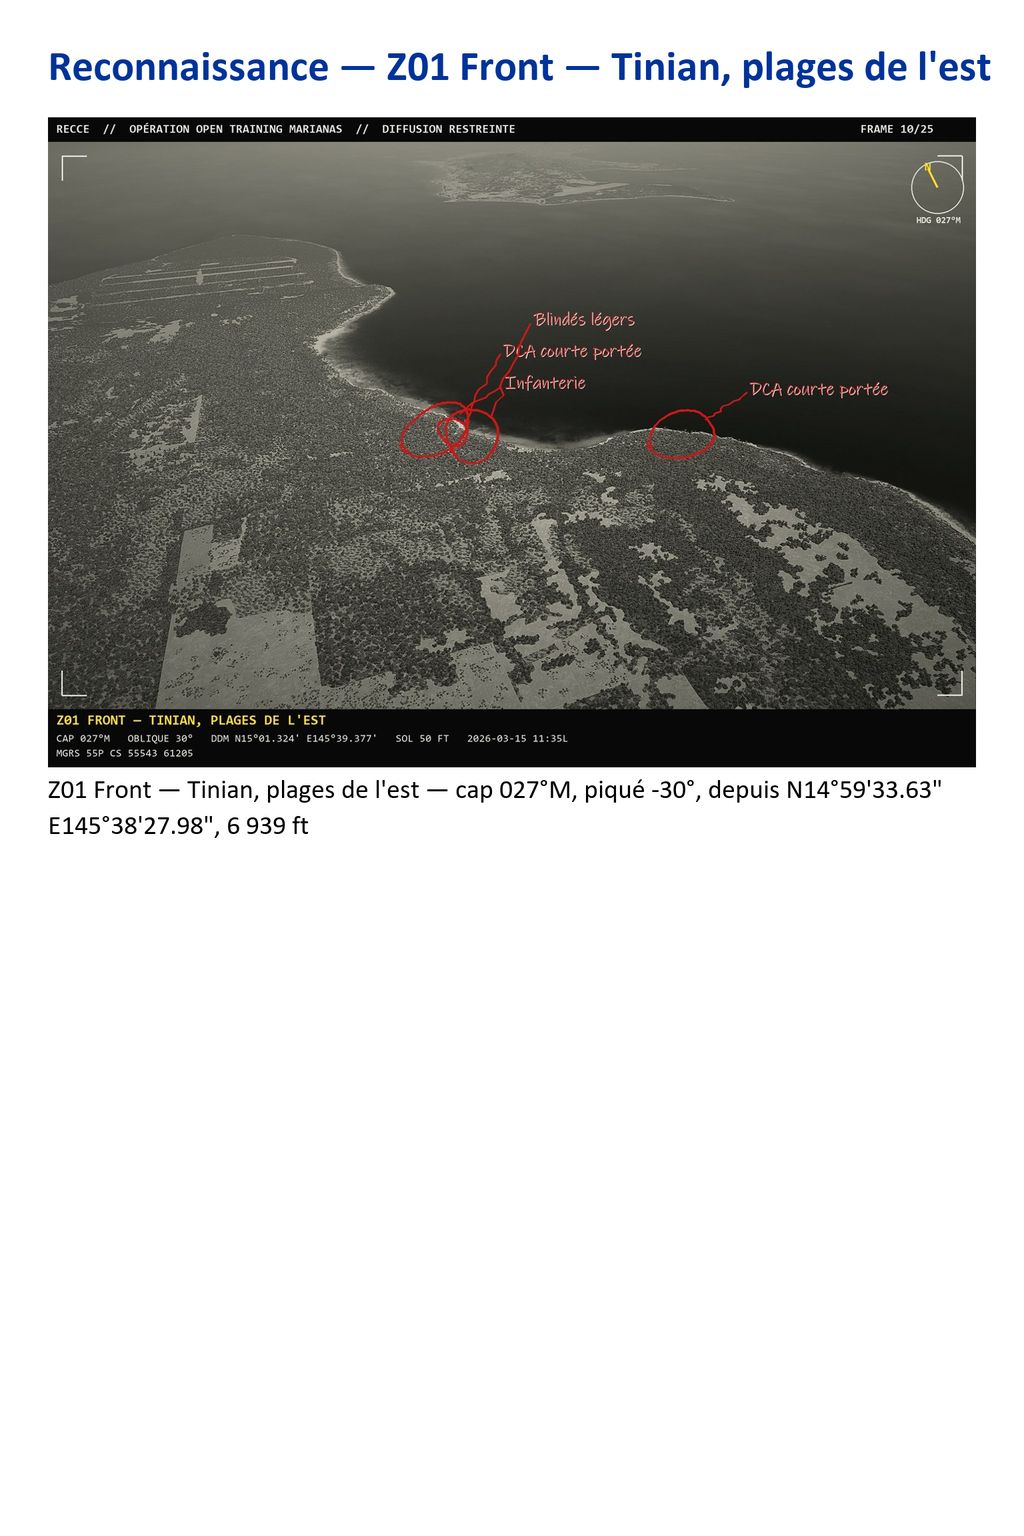 Reconnaissance — Z01 Front — Tinian, plages de l'est
RECCE // OPÉRATION OPEN TRAINING MARIANAS // DIFFUSION RESTREINTE FRAME 10/25
N
HDG 027°M
Blindés légers
DCA courte portée
Infanterie
DCA courte portée
Z01 FRONT — TINIAN, PLAGES DE L'EST
CAP 027°M OBLIQUE 30° DDM N15°01.324' E145°39.377' SOL 50 FT 2026-03-15 11:35L
MGRS 55P CS 55543 61205
Z01 Front — Tinian, plages de l'est — cap 027°M, piqué -30°, depuis N14°59'33.63"
E145°38'27.98", 6 939 ft